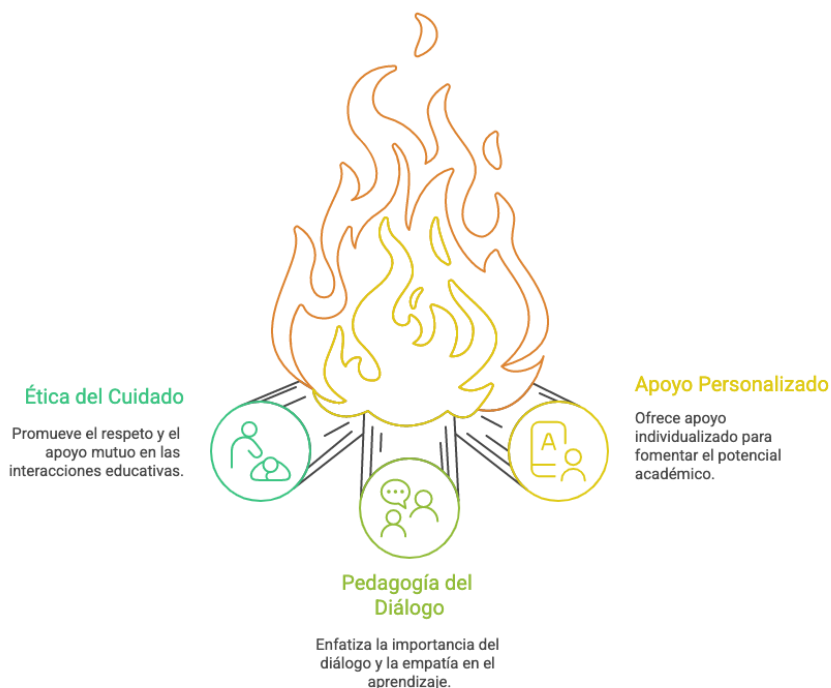 Ética del Cuidado
Promueve el respeto y el
apoyo mutuo en las
interacciones educativas.
Apoyo Personalizado
Ofrece apoyo
individualizado para
fomentar el potencial
académico.
A
Pedagogía del
Diálogo
Enfatiza la importancia del
diálogo y la empatía en el
aprendizaje.